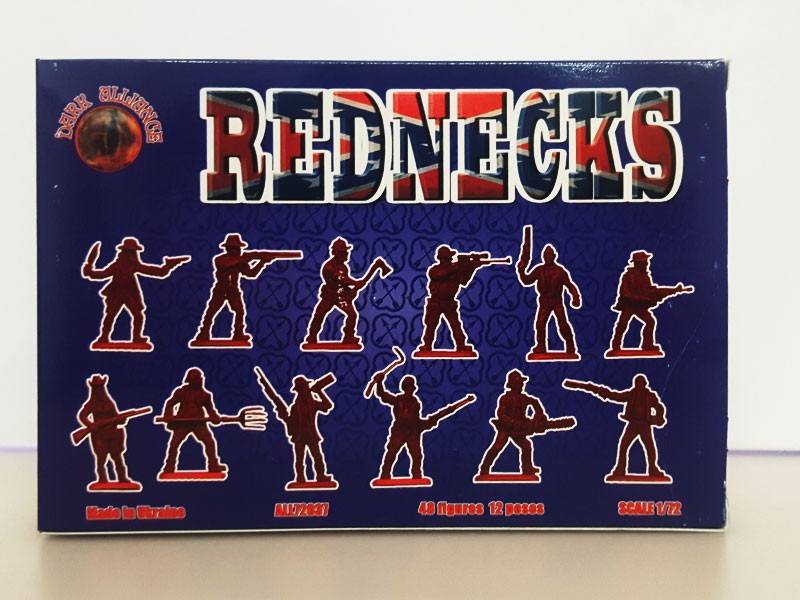 DARK ALLIANCE
REDNECKS
Made in Ukraine ALL72037 48 figures 12 poses SCALE 1/72